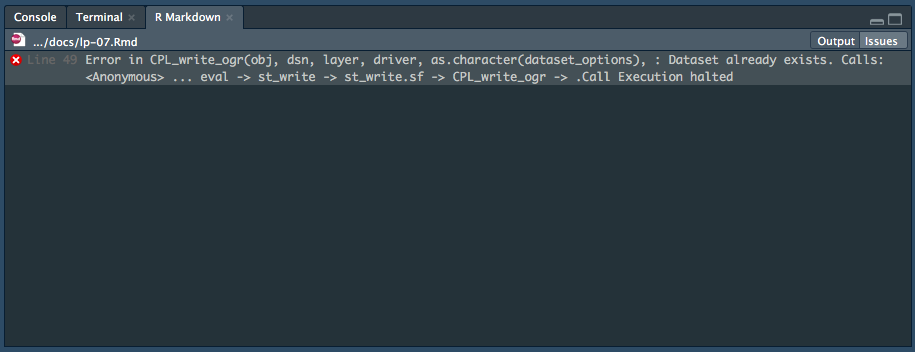 Console Terminal × R Markdown ×
.../docs/lp-07.Rmd Output Issues
Line 49 Error in CPL_write_ogr(obj, dsn, layer, driver, as.character(dataset_options), : Dataset already exists. Calls:
<Anonymous> ... eval -> st_write -> st_write.sf -> CPL_write_ogr -> .Call Execution halted